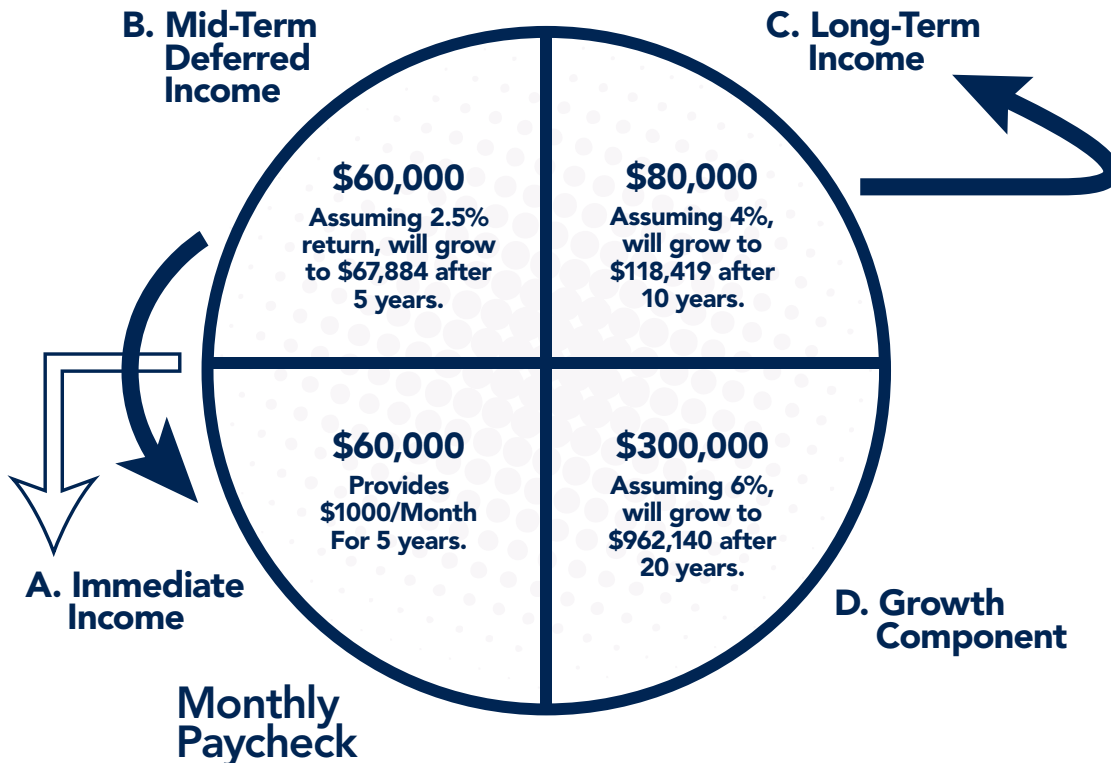 B. Mid-Term
Deferred
Income
C. Long-Term
Income
$60,000
Assuming 2.5%
return, will grow
to $67,884 after
5 years.
$80,000
Assuming 4%,
will grow to
$118,419 after
10 years.
$60,000
Provides
$1000/Month
For 5 years.
$300,000
Assuming 6%,
will grow to
$962,140 after
20 years.
A. Immediate
Income
D. Growth
Component
Monthly
Paycheck